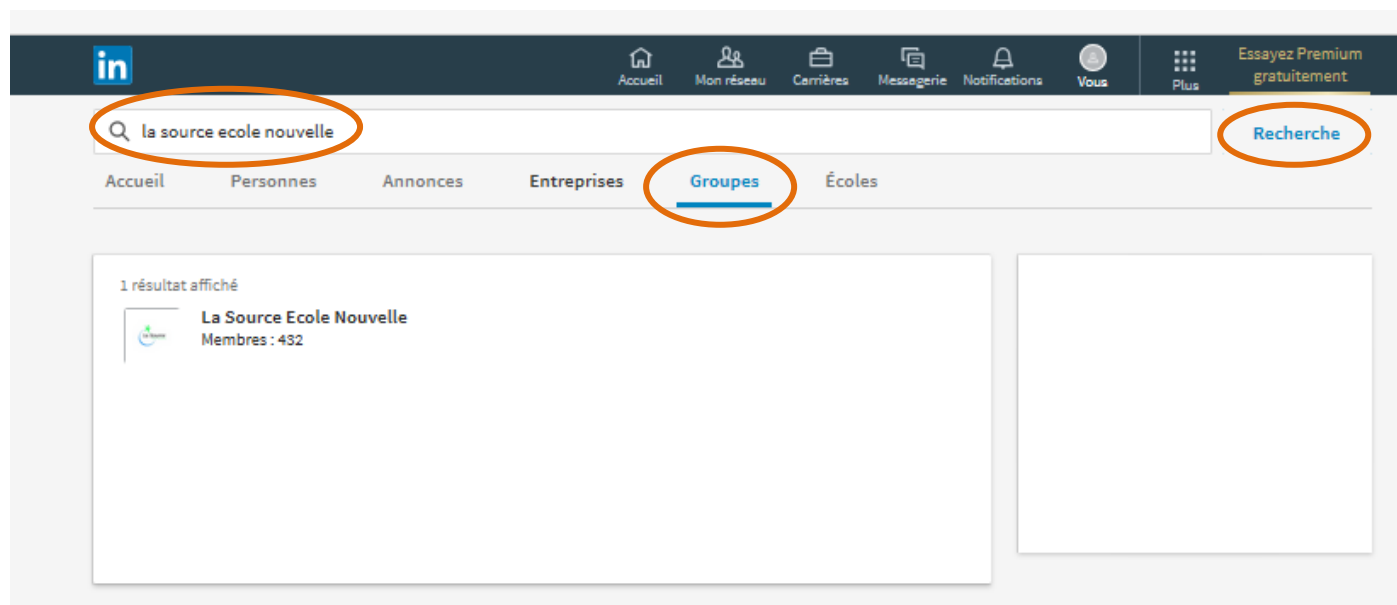 in
Accueil
Mon réseau
Carrières
Messagerie
Notifications
Vous
Plus
Essayez Premium
gratuitement
la source ecole nouvelle
Recherche
Accueil
Personnes
Annonces
Entreprises
Groupes
Écoles
1 résultat affiché
La Source Ecole Nouvelle
Membres : 432